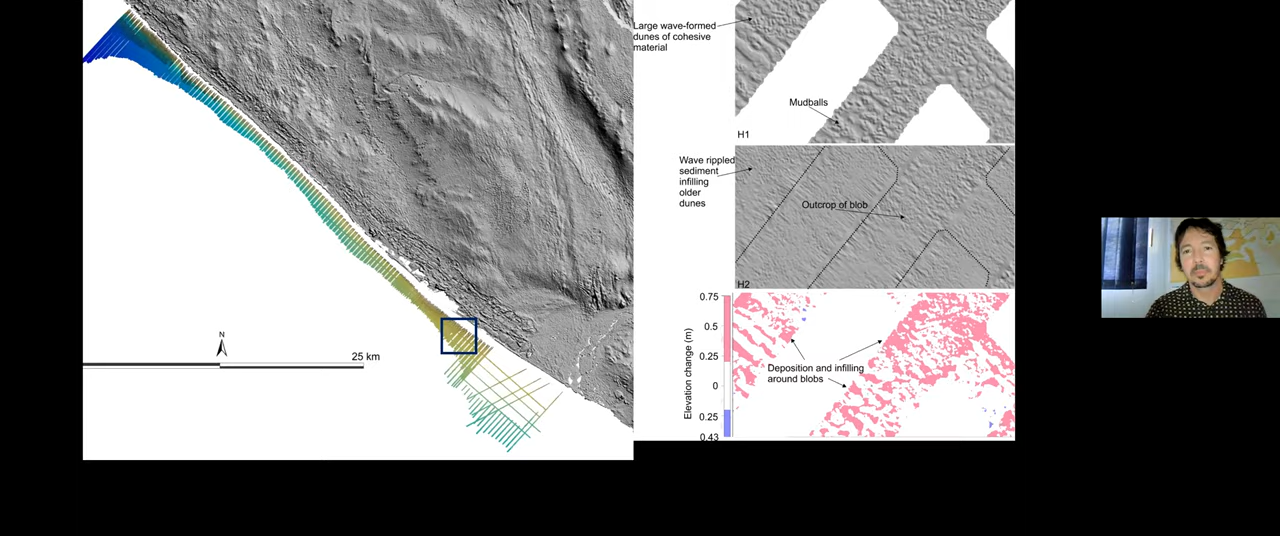 N
25 km
Large wave-formed
dunes of cohesive
material
Mudballs
H1
Wave rippled
sediment
infilling
older
dunes
Outcrop of blob
H2
Elevation change (m)
0.75
0.5
0.25
0
0.25
0.43
Deposition and infilling
around blobs